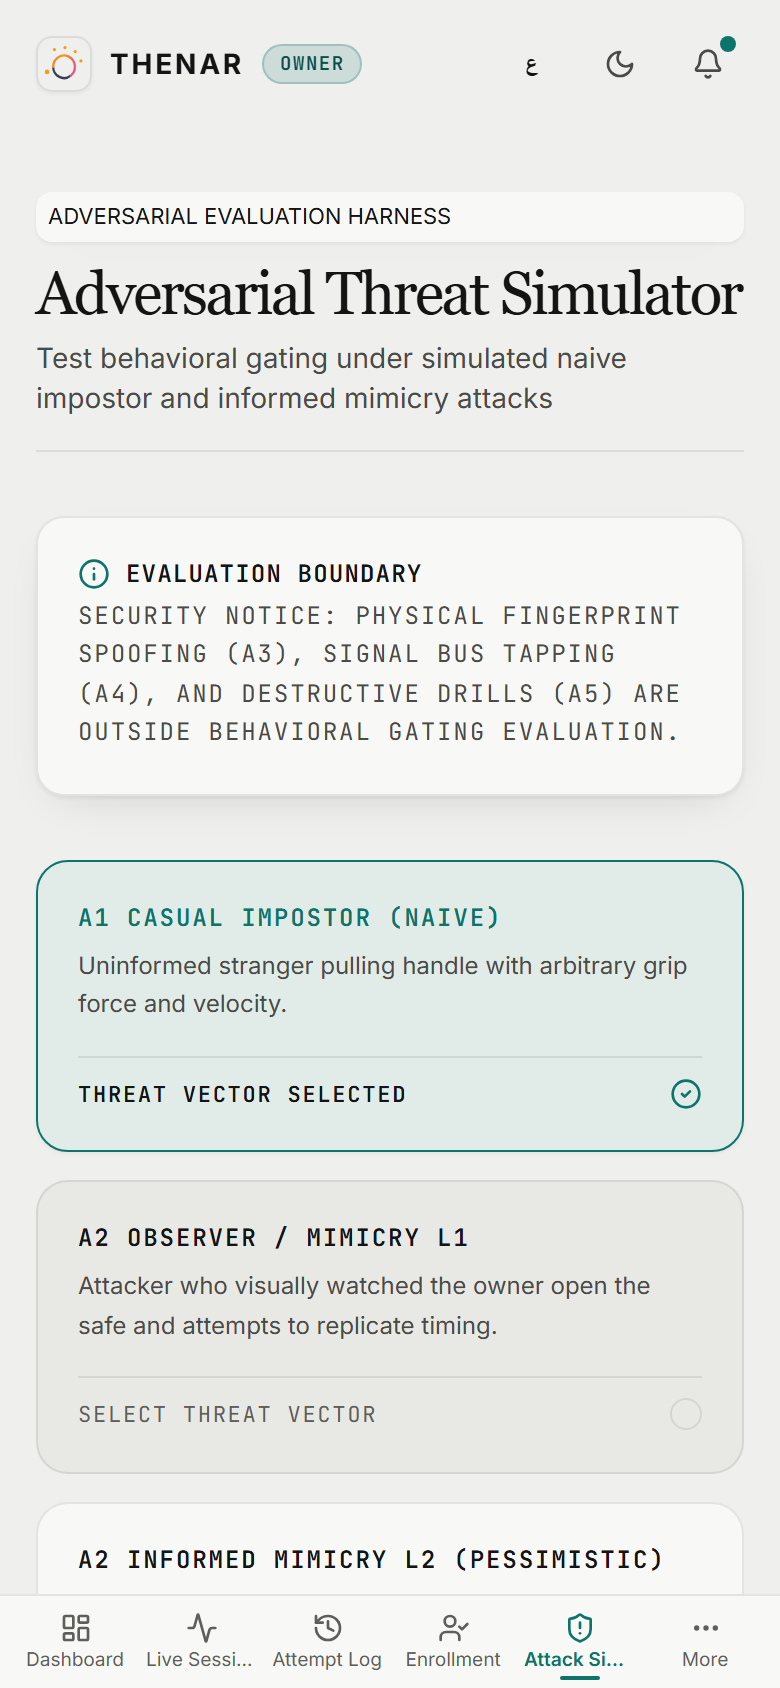 THENAR OWNER ع
ADVERSARIAL EVALUATION HARNESS
Adversarial Threat Simulator
Test behavioral gating under simulated naive
impostor and informed mimicry attacks
EVALUATION BOUNDARY
SECURITY NOTICE: PHYSICAL FINGERPRINT
SPOOFING (A3), SIGNAL BUS TAPPING
(A4), AND DESTRUCTIVE DRILLS (A5) ARE
OUTSIDE BEHAVIORAL GATING EVALUATION.
A1 CASUAL IMPOSTOR (NAIVE)
Uninformed stranger pulling handle with arbitrary grip
force and velocity.
THREAT VECTOR SELECTED
A2 OBSERVER / MIMICRY L1
Attacker who visually watched the owner open the
safe and attempts to replicate timing.
SELECT THREAT VECTOR
A2 INFORMED MIMICRY L2 (PESSIMISTIC)
Dashboard Live Sessi... Attempt Log Enrollment Attack Si... More